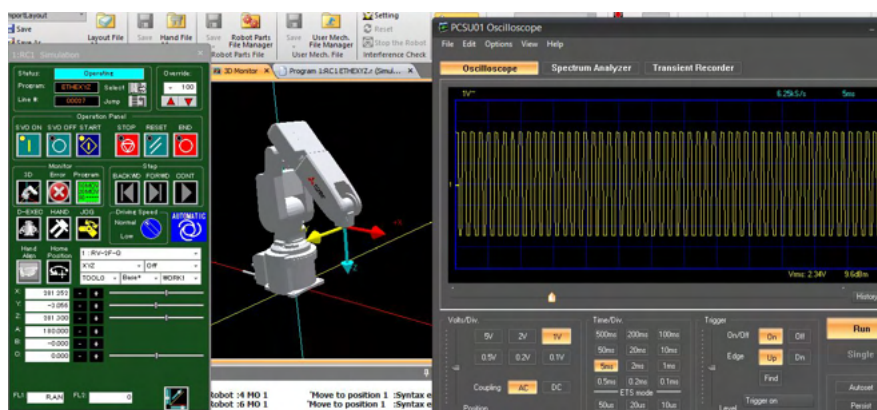 mportLayout
Save
Layout File
Save
Hand File
Robot Parts
File Manager
Save
User Mech.
File Manager
Setting
Reset
Stop the Robot
Robot Parts File
User Mech. File
Interference Check
1:RC1 Simulation
3D Monitor
Program 1:RC1 ETHEXYZ.r (Simul...
Status:
Operating
Override:
Program:
ETHEXYZ
Select
100
Line #:
00007
Jump
Operation Panel
SVO ON
SVO OFF
START
STOP
RESET
END
Monitor
Step
3D
Error
Program
BACKWD
FORWD
CONT
D-EXEC
HAND
JOG
Driving Speed
Normal
Low
AUTOMATIC
Hand
Align
Home
Position
XYZ
Off
TOOL0
Base*
X:
Y:
-3.056
Z:
381.300
A:
180.000
B:
-0.000
C:
0.000
FL1:
FL2:
0
+X
Z
Robot :4 MO 1 'Move to position 1 :Syntax e
Robot :6 MO 1 'Move to position 1 :Syntax e
PCSU01 Oscilloscope
File Edit Options View Help
Oscilloscope
Spectrum Analyzer
Transient Recorder
1V~
6.25kS/s
5ms
1
Vrms: 2.34V
9.6dBm
History
Volts/Div.
5V
2V
1V
0.5V
0.2V
0.1V
Coupling
AC
DC
Position
Time/Div.
500ms
200ms
100ms
50ms
20ms
10ms
5ms
2ms
1ms
0.5ms
0.2ms
0.1ms
ETS mode
50us
20us
10us
Trigger
On/Off
On
Off
Edge
Up
Dn
Find
Trigger on
Level
Run
Single
Autoset
Persist